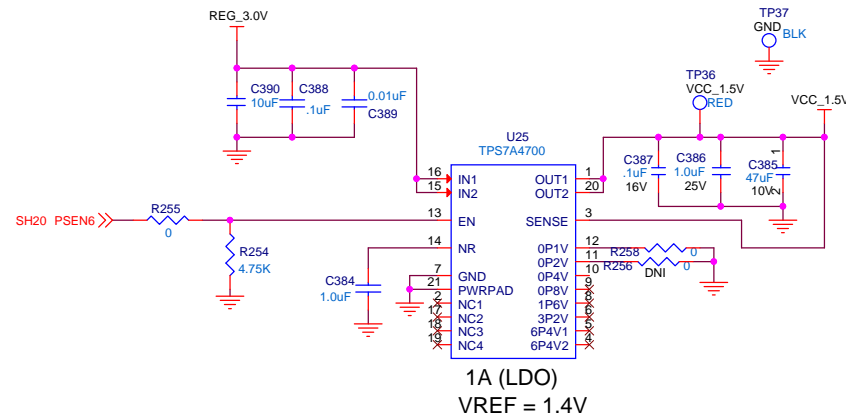 REG_3.0V
TP37
GND
BLK
C390
10uF
C388
.1uF
0.01uF
C389
TP36
VCC_1.5V
RED
VCC_1.5V
U25
TPS7A4700
C387
.1uF
16V
C386
1.0uF
25V
1
C385
47uF
10V
2
16
IN1
15
IN2
OUT1
1
OUT2
20
SH20 PSEN6
R255
0
13
EN
SENSE
3
R254
4.75K
14
NR
0P1V
12
R258
0
0P2V
11
R256
DNI
0
C384
1.0uF
7
GND
0P4V
10
21
PWRPAD
0P8V
9
2
NC1
1P6V
8
17
NC2
3P2V
6
18
NC3
6P4V1
5
19
NC4
6P4V2
4
1A (LDO)
VREF = 1.4V